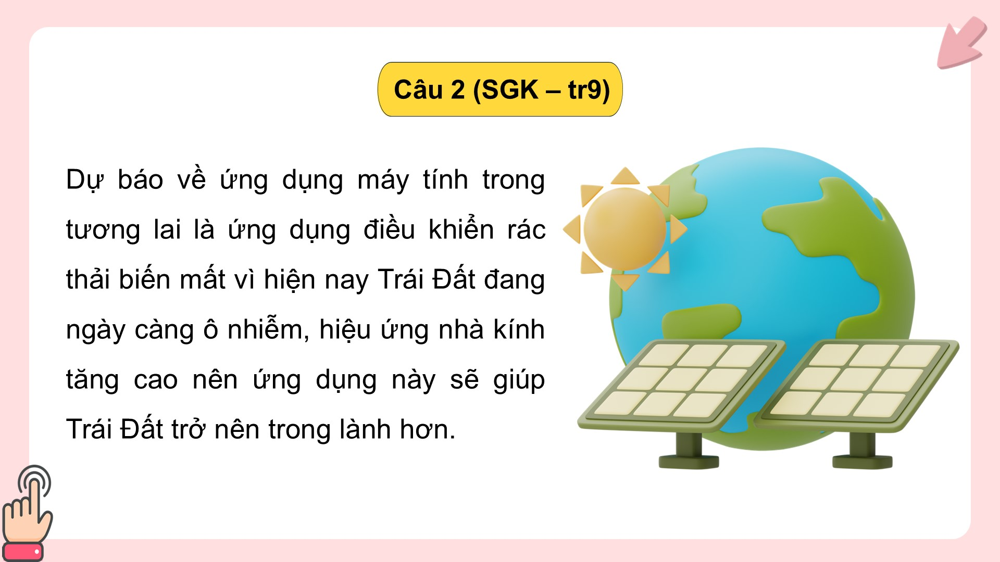 Câu 2 (SGK – tr9)
Dự báo về ứng dụng máy tính trong
tương lai là ứng dụng điều khiển rác
thải biến mất vì hiện nay Trái Đất đang
ngày càng ô nhiễm, hiệu ứng nhà kính
tăng cao nên ứng dụng này sẽ giúp
Trái Đất trở nên trong lành hơn.